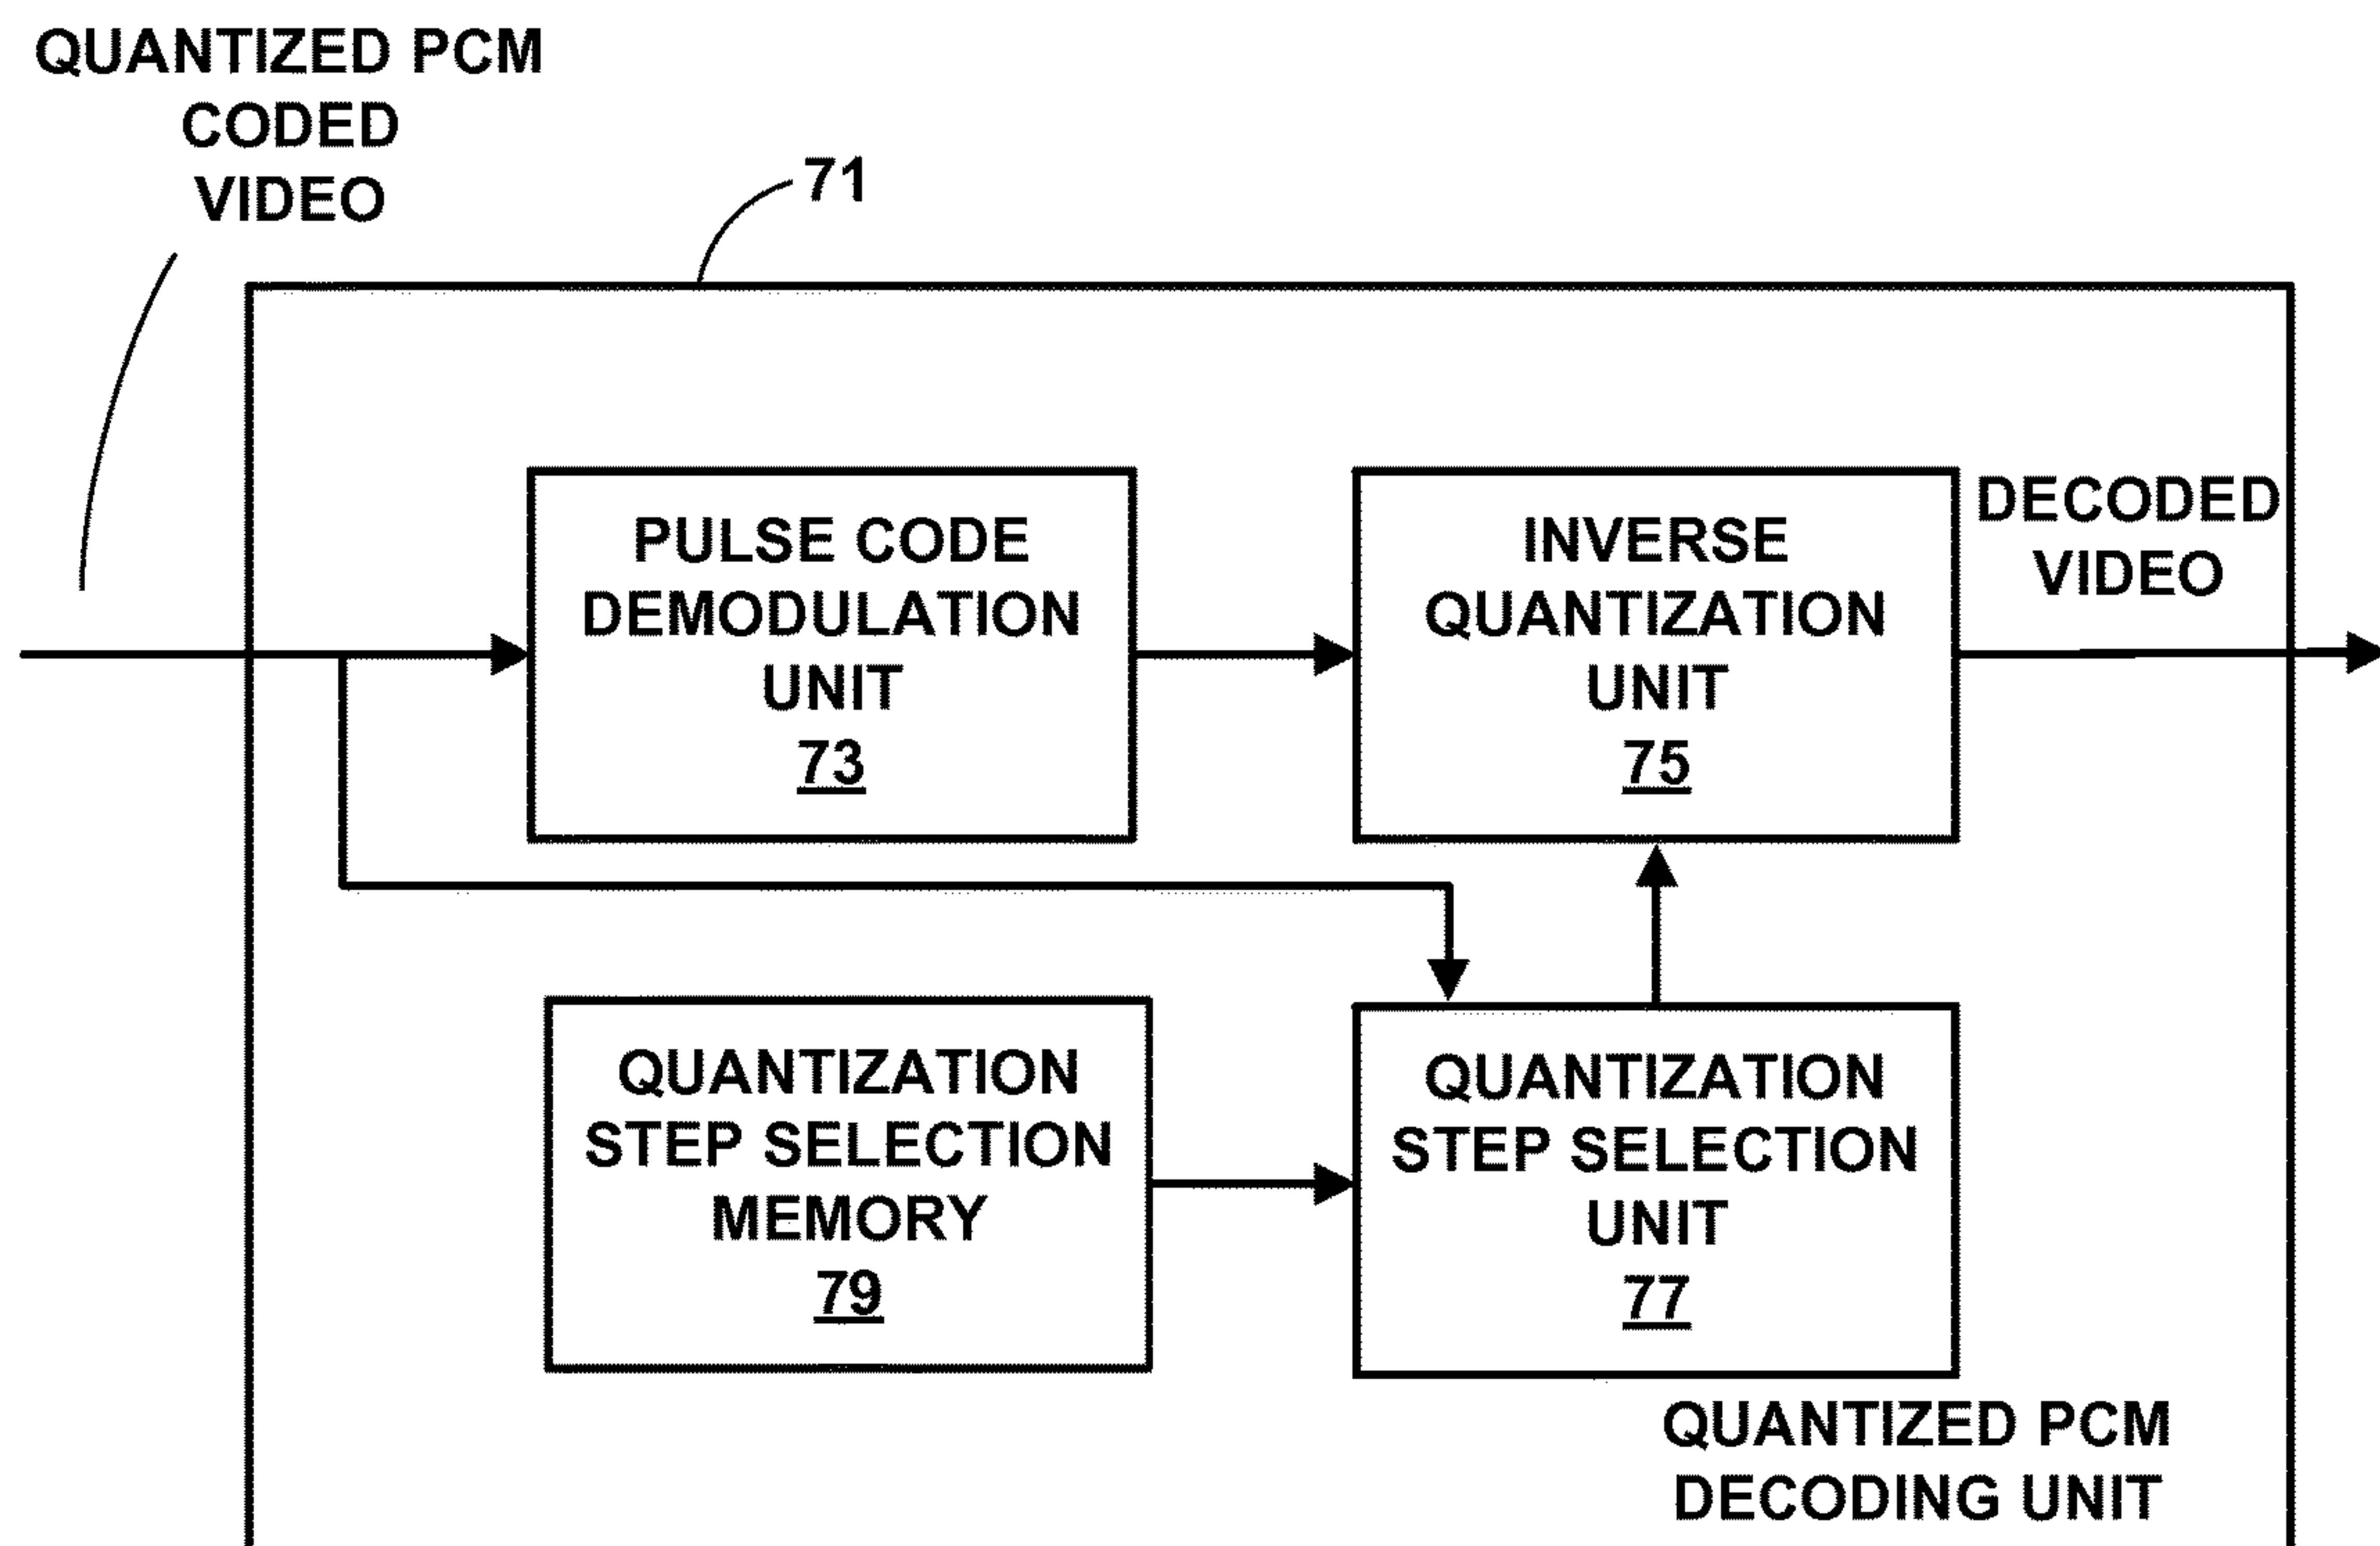 QUANTIZED PCM
CODED
VIDEO
71
PULSE CODE
DEMODULATION
UNIT
73
INVERSE
QUANTIZATION
UNIT
75
DECODED
VIDEO
QUANTIZATION
STEP SELECTION
MEMORY
79
QUANTIZATION
STEP SELECTION
UNIT
77
QUANTIZED PCM
DECODING UNIT